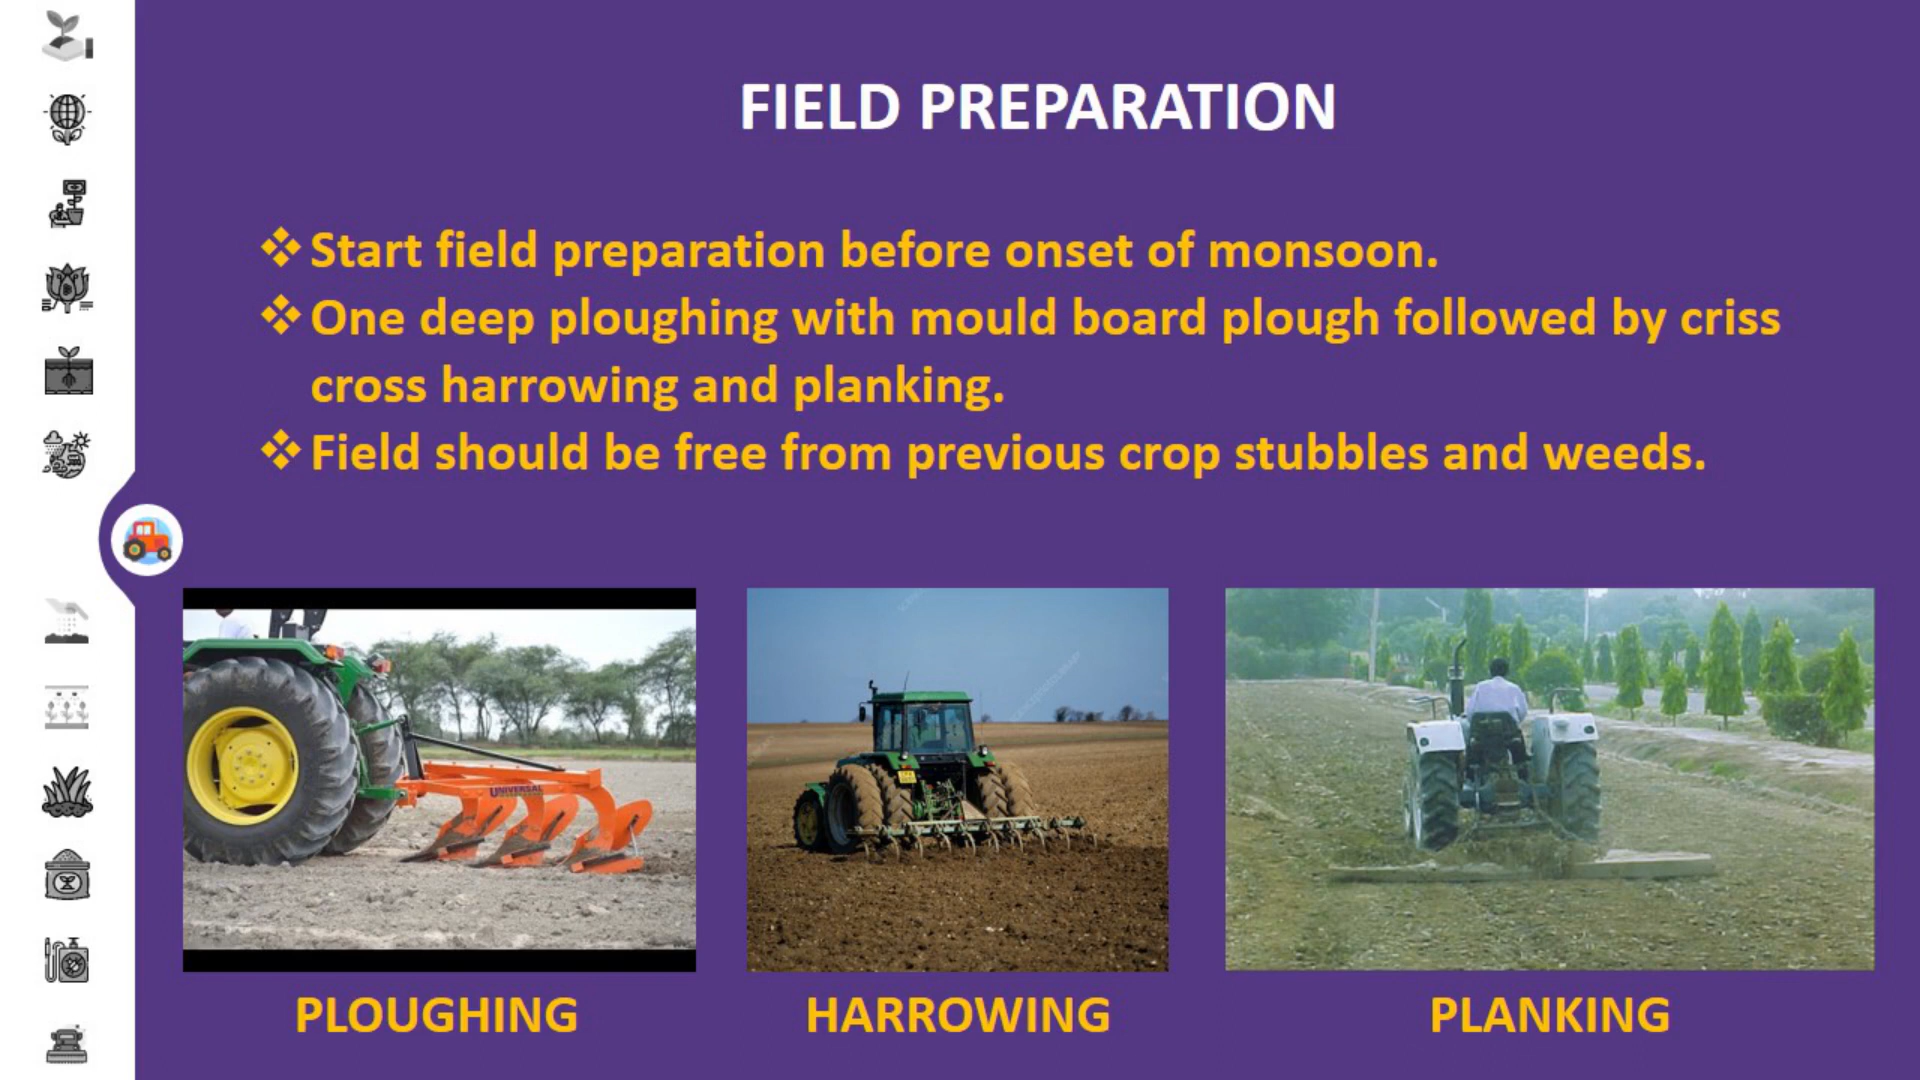 FIELD PREPARATION
❖ Start field preparation before onset of monsoon.
❖ One deep ploughing with mould board plough followed by criss
cross harrowing and planking.
❖ Field should be free from previous crop stubbles and weeds.
UNIVERSAL
PLOUGHING
HARROWING
PLANKING